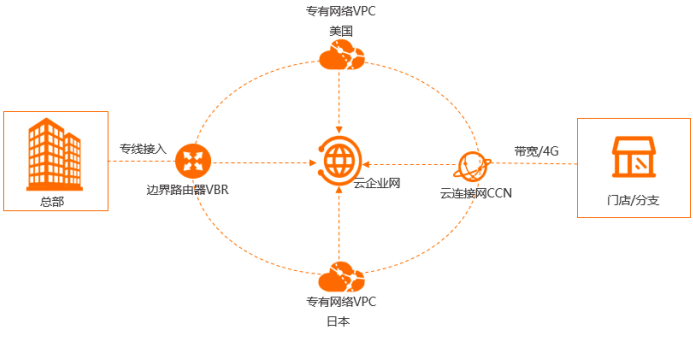 专有网络VPC
美国
专线接入
带宽/4G
云企业网
边界路由器VBR
云连接网CCN
总部
门店/分支
专有网络VPC
日本